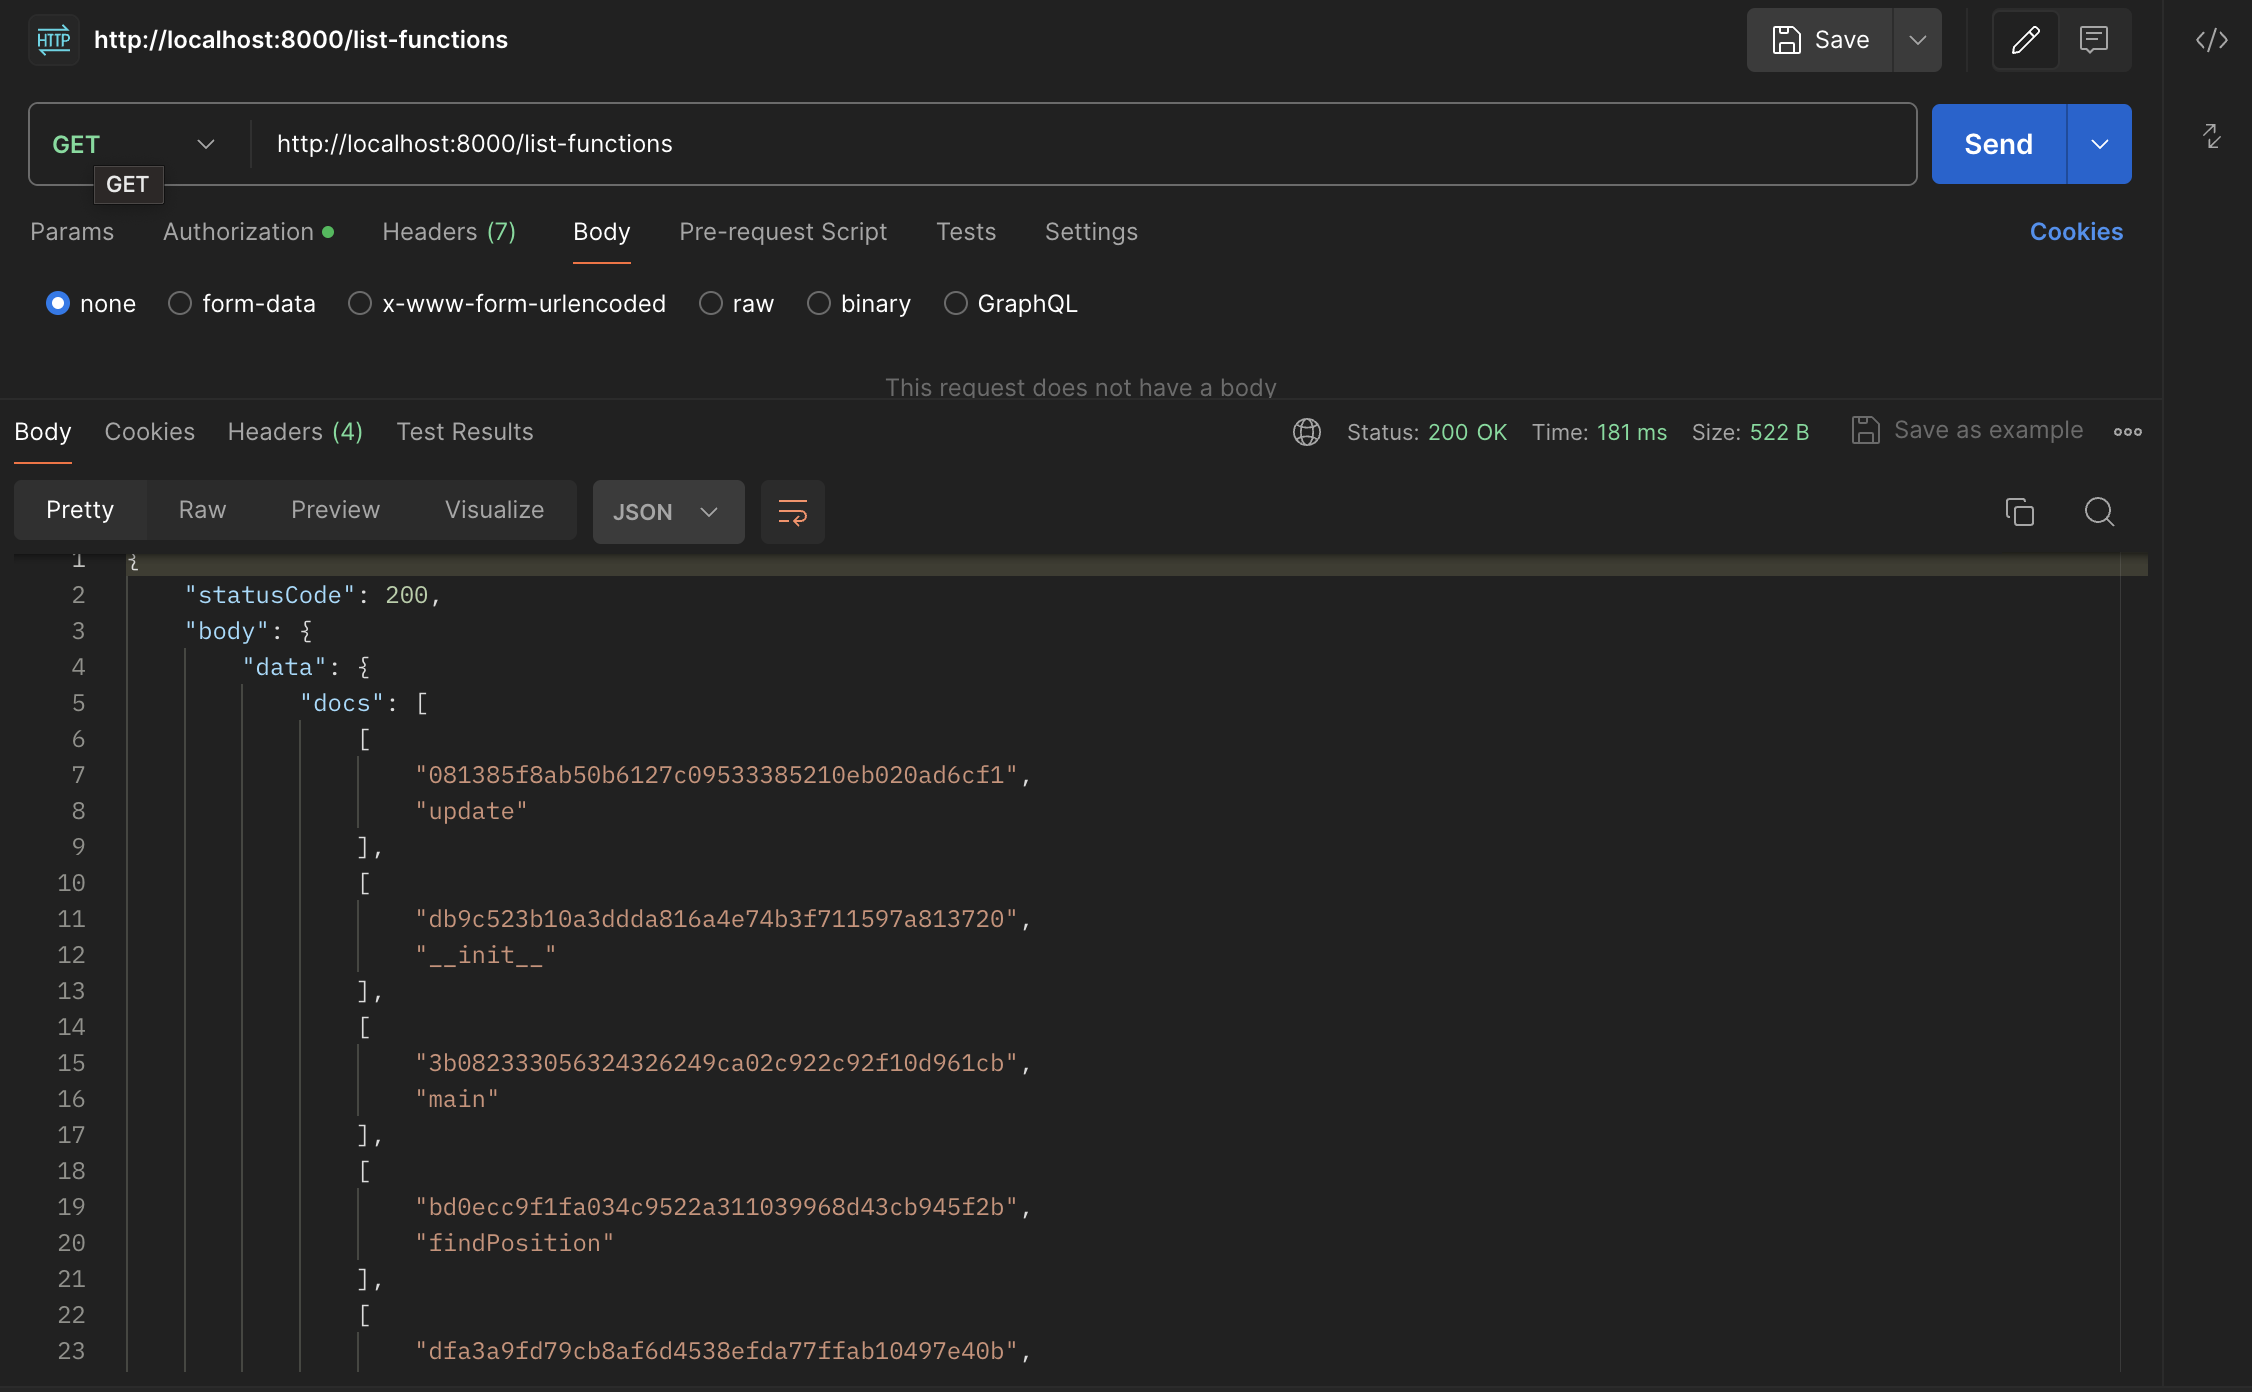 HTTP http://localhost:8000/list-functions Save
GET http://localhost:8000/list-functions Send
GET
Params Authorization Headers (7) Body Pre-request Script Tests Settings Cookies
none form-data x-www-form-urlencoded raw binary GraphQL
This request does not have a body
Body Cookies Headers (4) Test Results Status: 200 OK Time: 181 ms Size: 522 B Save as example
Pretty Raw Preview Visualize JSON
1 {
2 "statusCode": 200,
3 "body": {
4 "data": {
5 "docs": [
6 [
7 "081385f8ab50b6127c09533385210eb020ad6cf1",
8 "update"
9 ],
10 [
11 "db9c523b10a3ddda816a4e74b3f711597a813720",
12 "__init__"
13 ],
14 [
15 "3b082333056324326249ca02c922c92f10d961cb",
16 "main"
17 ],
18 [
19 "bd0ecc9f1fa034c9522a311039968d43cb945f2b",
20 "findPosition"
21 ],
22 [
23 "dfa3a9fd79cb8af6d4538efda77ffab10497e40b",